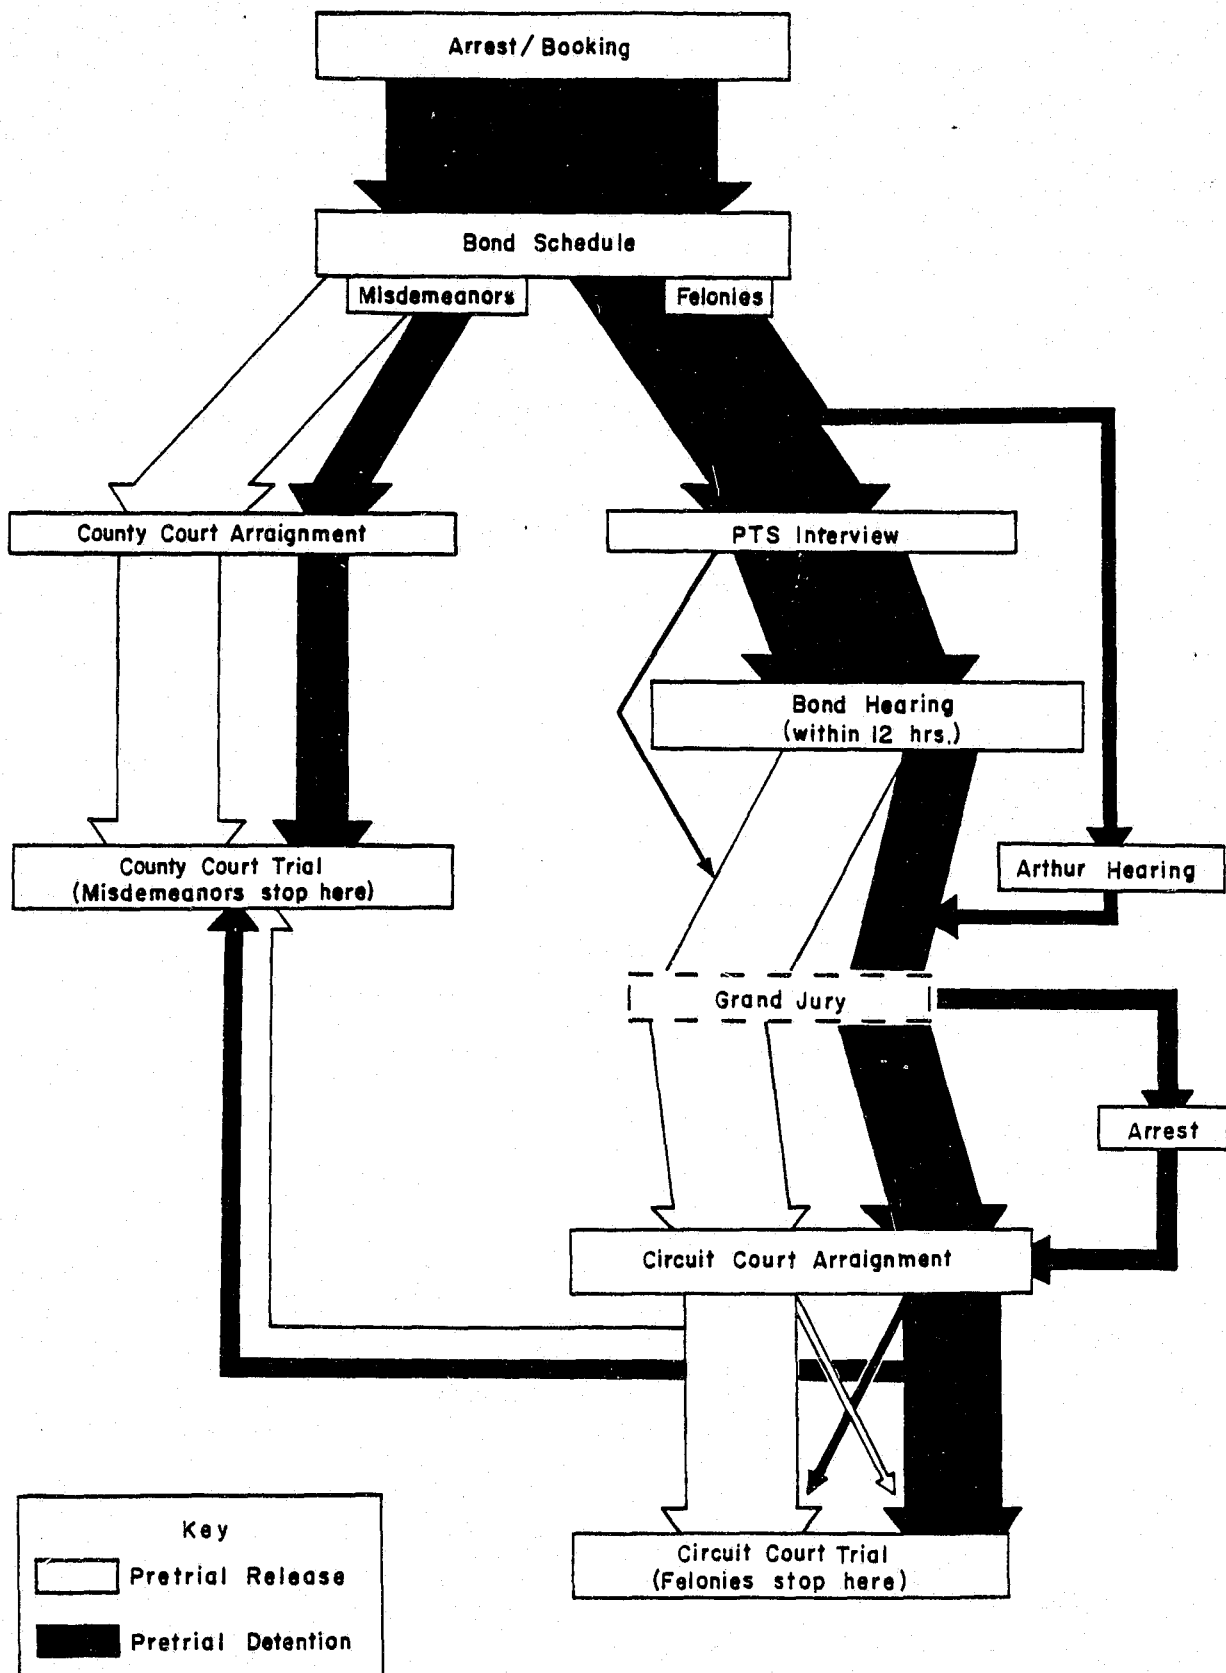 Arrest/Booking
Bond Schedule
Misdemeanors
Felonies
County Court Arraignment
PTS Interview
Bond Hearing
(within 12 hrs.)
County Court Trial
(Misdemeanors stop here)
Arthur Hearing
Grand Jury
Arrest
Circuit Court Arraignment
Circuit Court Trial
(Felonies stop here)
Key
Pretrial Release
Pretrial Detention